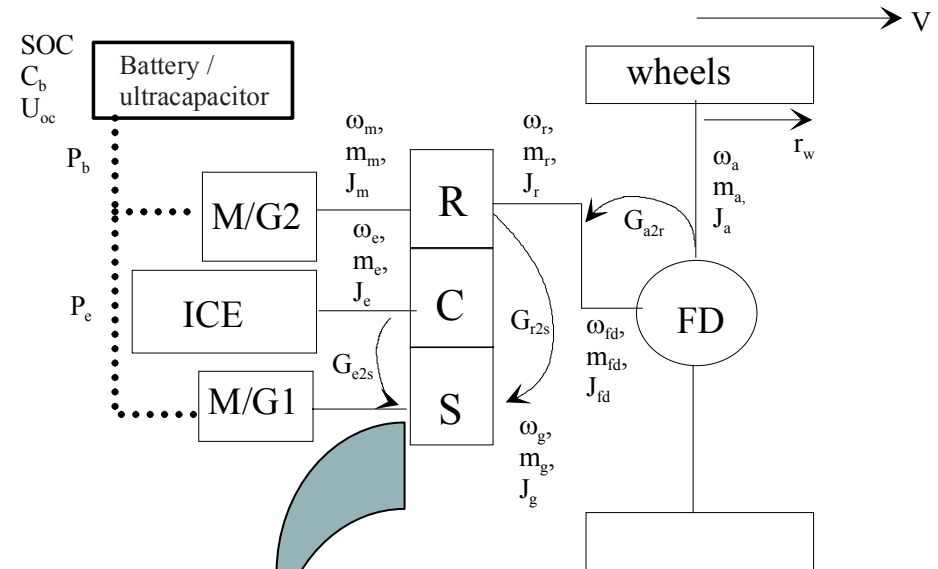 V
SOC
C_b
U_oc
Battery /
ultracapacitor
wheels
P_b
ω_m,
m_m,
J_m
ω_r,
m_r,
J_r
r_w
ω_a
m_a,
J_a
M/G2
R
G_a2r
ω_e,
m_e,
J_e
P_e
ICE
C
G_r2s
FD
ω_fd,
m_fd,
J_fd
G_e2s
M/G1
S
ω_g,
m_g,
J_g